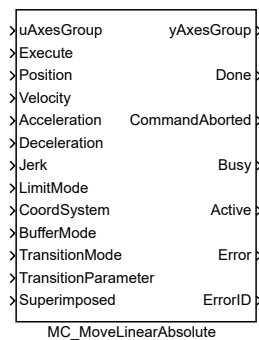 uAxesGroup yAxesGroup
Execute
Position Done
Velocity
Acceleration CommandAborted
Deceleration
Jerk Busy
LimitMode
CoordSystem Active
BufferMode
TransitionMode Error
TransitionParameter
Superimposed ErrorID
MC_MoveLinearAbsolute